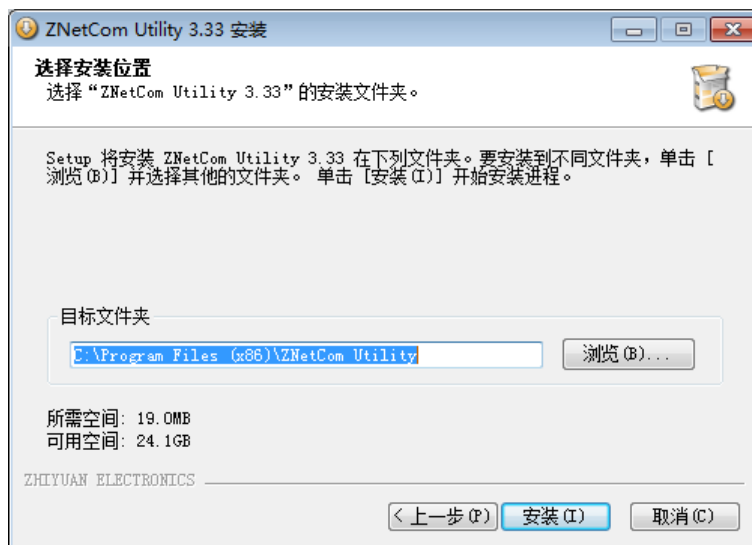 ZNetCom Utility 3.33 安装
选择安装位置
选择“ZNetCom Utility 3.33”的安装文件夹。
Setup 将安装 ZNetCom Utility 3.33 在下列文件夹。要安装到不同文件夹，单击 [
浏览(B)] 并选择其他的文件夹。 单击 [安装(I)] 开始安装进程。
目标文件夹
C:\Program Files (x86)\ZNetCom Utility
浏览(B)...
所需空间: 19.0MB
可用空间: 24.1GB
ZHIYUAN ELECTRONICS
< 上一步(P)
安装(I)
取消(C)